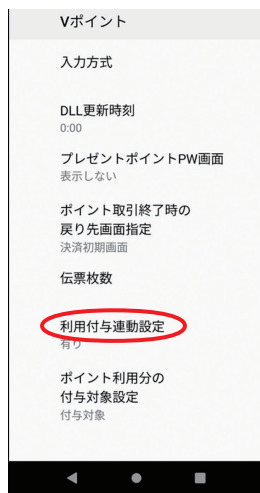 Vポイント
入力方式
DLL更新時刻
0:00
プレゼントポイントPW画面
表示しない
ポイント取引終了時の
戻り先画面指定
決済初期画面
伝票枚数
利用付与連動設定
有り
ポイント利用分の
付与対象設定
付与対象